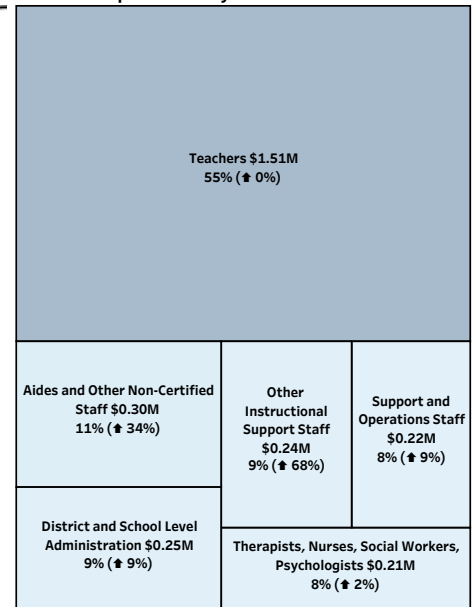 Teachers $1.51M
55% (⬆ 0%)
Aides and Other Non-Certified
Staff $0.30M
11% (⬆ 34%)
Other
Instructional
Support Staff
$0.24M
9% (⬆ 68%)
Support and
Operations Staff
$0.22M
8% (⬆ 9%)
District and School Level
Administration $0.25M
9% (⬆ 9%)
Therapists, Nurses, Social Workers,
Psychologists $0.21M
8% (⬆ 2%)